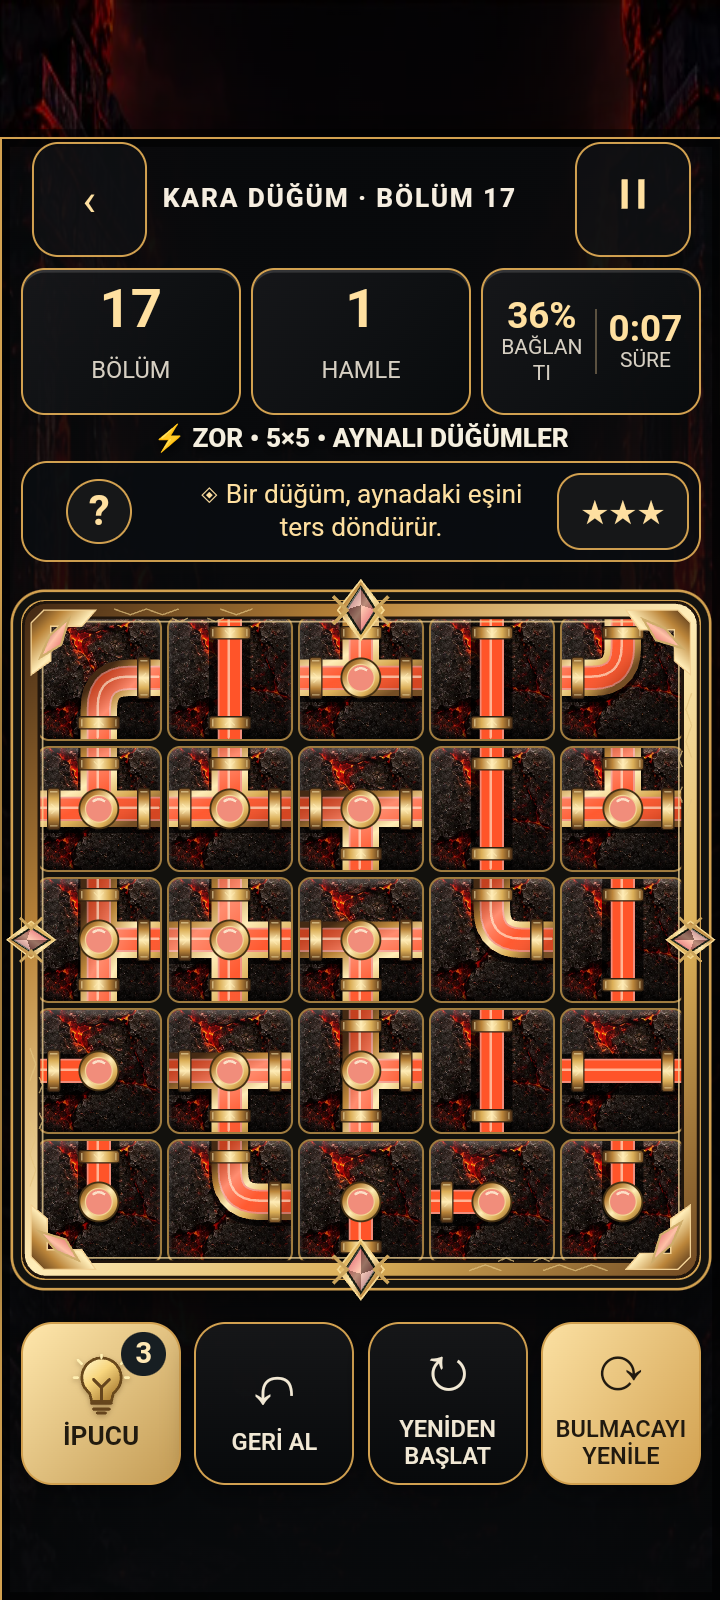 ‹
KARA DÜĞÜM · BÖLÜM 17
17
BÖLÜM
1
HAMLE
36%
BAĞLAN
TI
0:07
SÜRE
⚡ ZOR • 5×5 • AYNALI DÜĞÜMLER
?
◈ Bir düğüm, aynadaki eşini
ters döndürür.
★★★
3
İPUCU
GERİ AL
YENİDEN
BAŞLAT
BULMACAYI
YENİLE